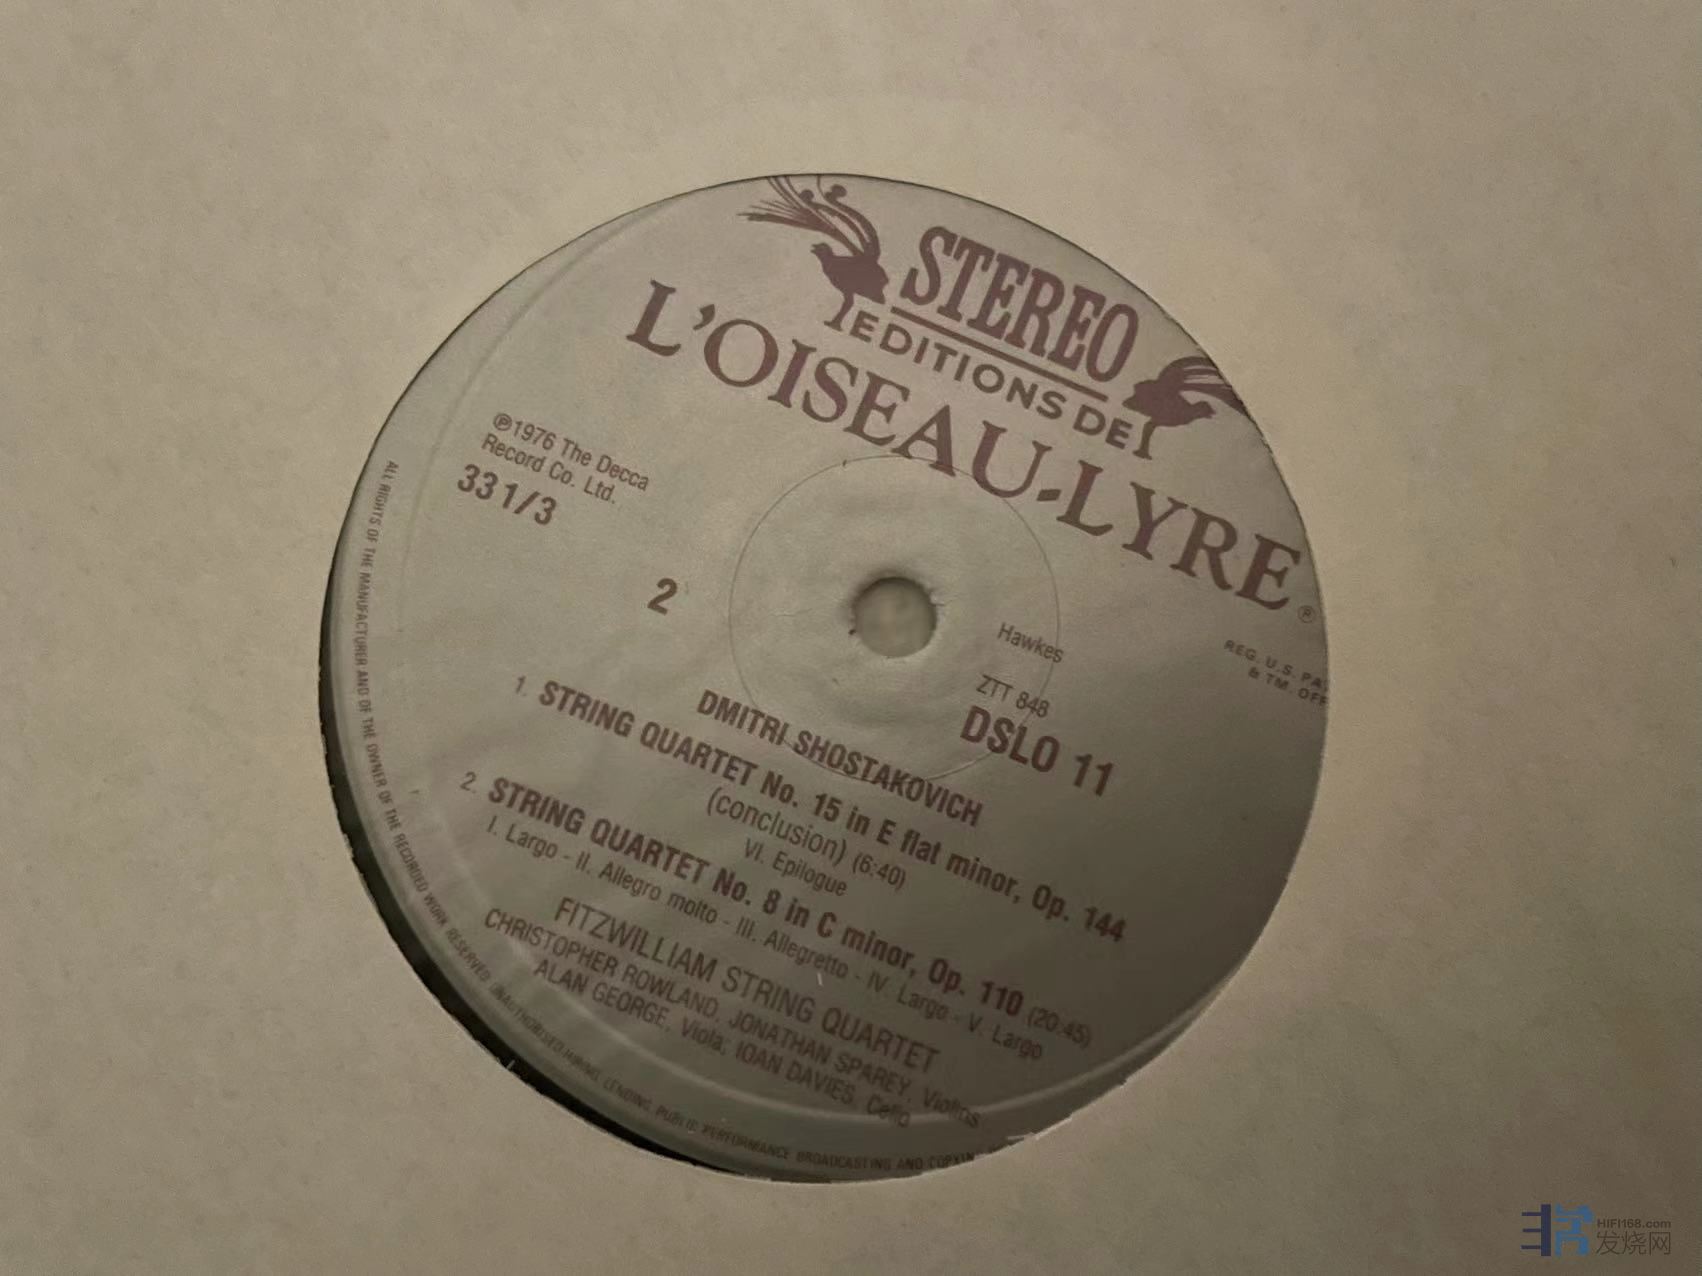 STEREO
EDITIONS DE
L'OISEAU-LYRE®
REG. U.S. PA
& TM. OFF
℗1976 The Decca
Record Co. Ltd.
33 1/3
2
Hawkes
ZTT 848
DSLO 11
DMITRI SHOSTAKOVICH
1. STRING QUARTET No. 15 in E flat minor, Op. 144
(conclusion) (6:40)
VI. Epilogue
2. STRING QUARTET No. 8 in C minor, Op. 110 (20:45)
I. Largo - II. Allegro molto - III. Allegretto - IV. Largo - V. Largo
FITZWILLIAM STRING QUARTET
CHRISTOPHER ROWLAND, JONATHAN SPAREY, Violins
ALAN GEORGE, Viola; IOAN DAVIES, Cello
ALL RIGHTS OF THE MANUFACTURER AND OF THE OWNER OF THE RECORDED WORK RESERVED UNAUTHORISED HIRING, LENDING, PUBLIC PERFORMANCE BROADCASTING AND COPYIN
HIFI168.com
发烧网